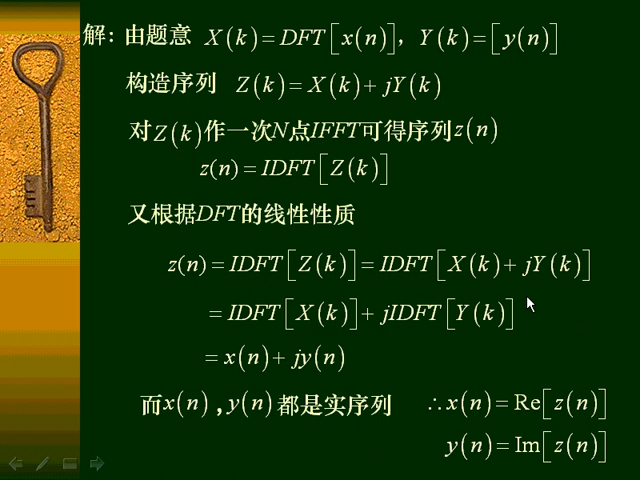 解：由题意 X(k)=DFT[x(n)]，Y(k)=[y(n)]
构造序列 Z(k)=X(k)+jY(k)
对Z(k)作一次N点IFFT可得序列z(n)
z(n)=IDFT[Z(k)]
又根据DFT的线性性质
z(n)=IDFT[Z(k)]=IDFT[X(k)+jY(k)]
=IDFT[X(k)]+jIDFT[Y(k)]
=x(n)+jy(n)
而x(n)，y(n)都是实序列 ∴x(n)=Re[z(n)]
y(n)=Im[z(n)]